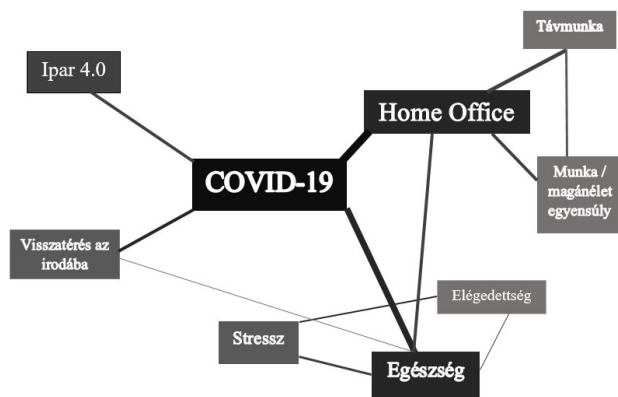 Távmunka
Ipar 4.0
Home Office
COVID-19
Munka /
magánélet
egyensúly
Visszatérés az
irodába
Elégedettség
Stressz
Egészség